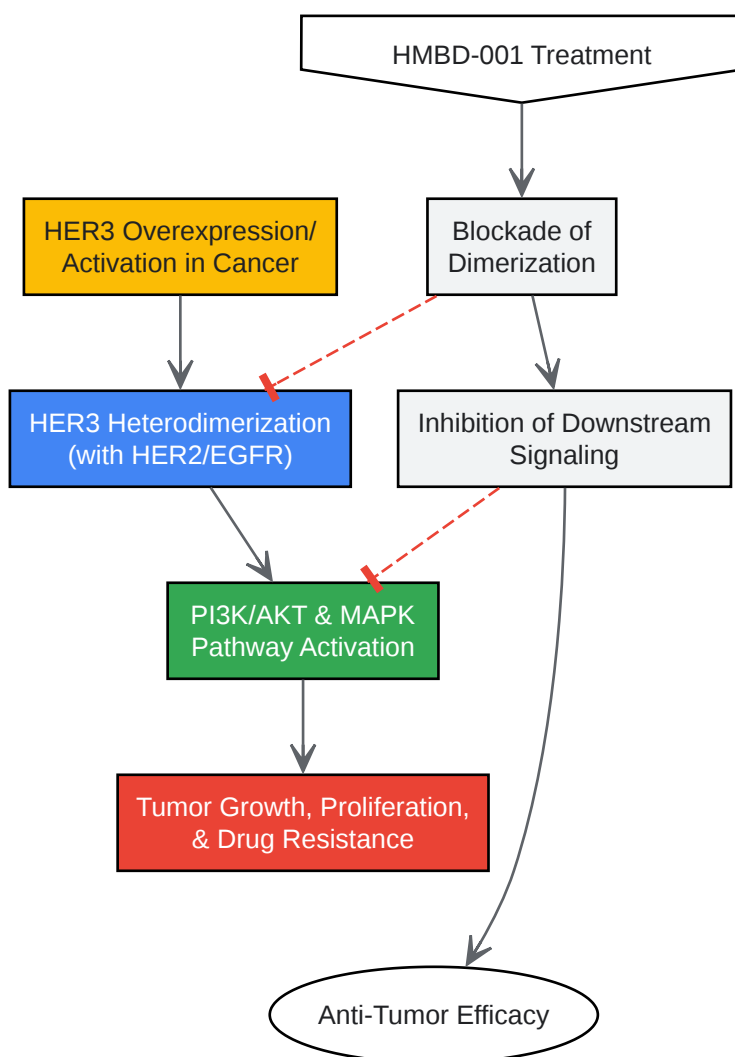 HMBD-001 Treatment
HER3 Overexpression/
Activation in Cancer
Blockade of
Dimerization
HER3 Heterodimerization
(with HER2/EGFR)
Inhibition of Downstream
Signaling
PI3K/AKT & MAPK
Pathway Activation
Tumor Growth, Proliferation,
& Drug Resistance
Anti-Tumor Efficacy